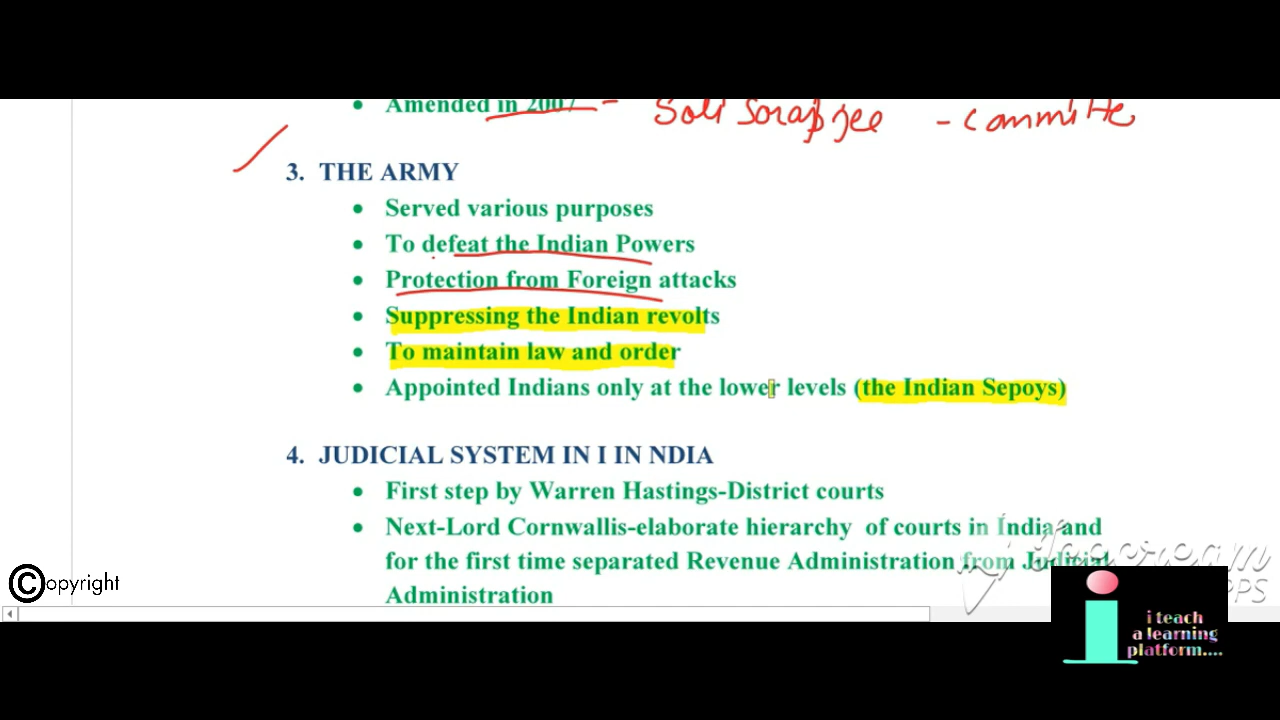 • Amended in 2007 - Soli Sorabjee - Committe
3. THE ARMY
• Served various purposes
• To defeat the Indian Powers
• Protection from Foreign attacks
• Suppressing the Indian revolts
• To maintain law and order
• Appointed Indians only at the lower levels (the Indian Sepoys)
4. JUDICIAL SYSTEM IN I IN NDIA
• First step by Warren Hastings-District courts
• Next-Lord Cornwallis-elaborate hierarchy of courts in India and
for the first time separated Revenue Administration from Judicial
Administration
©opyright
i teach
a learning
platform....